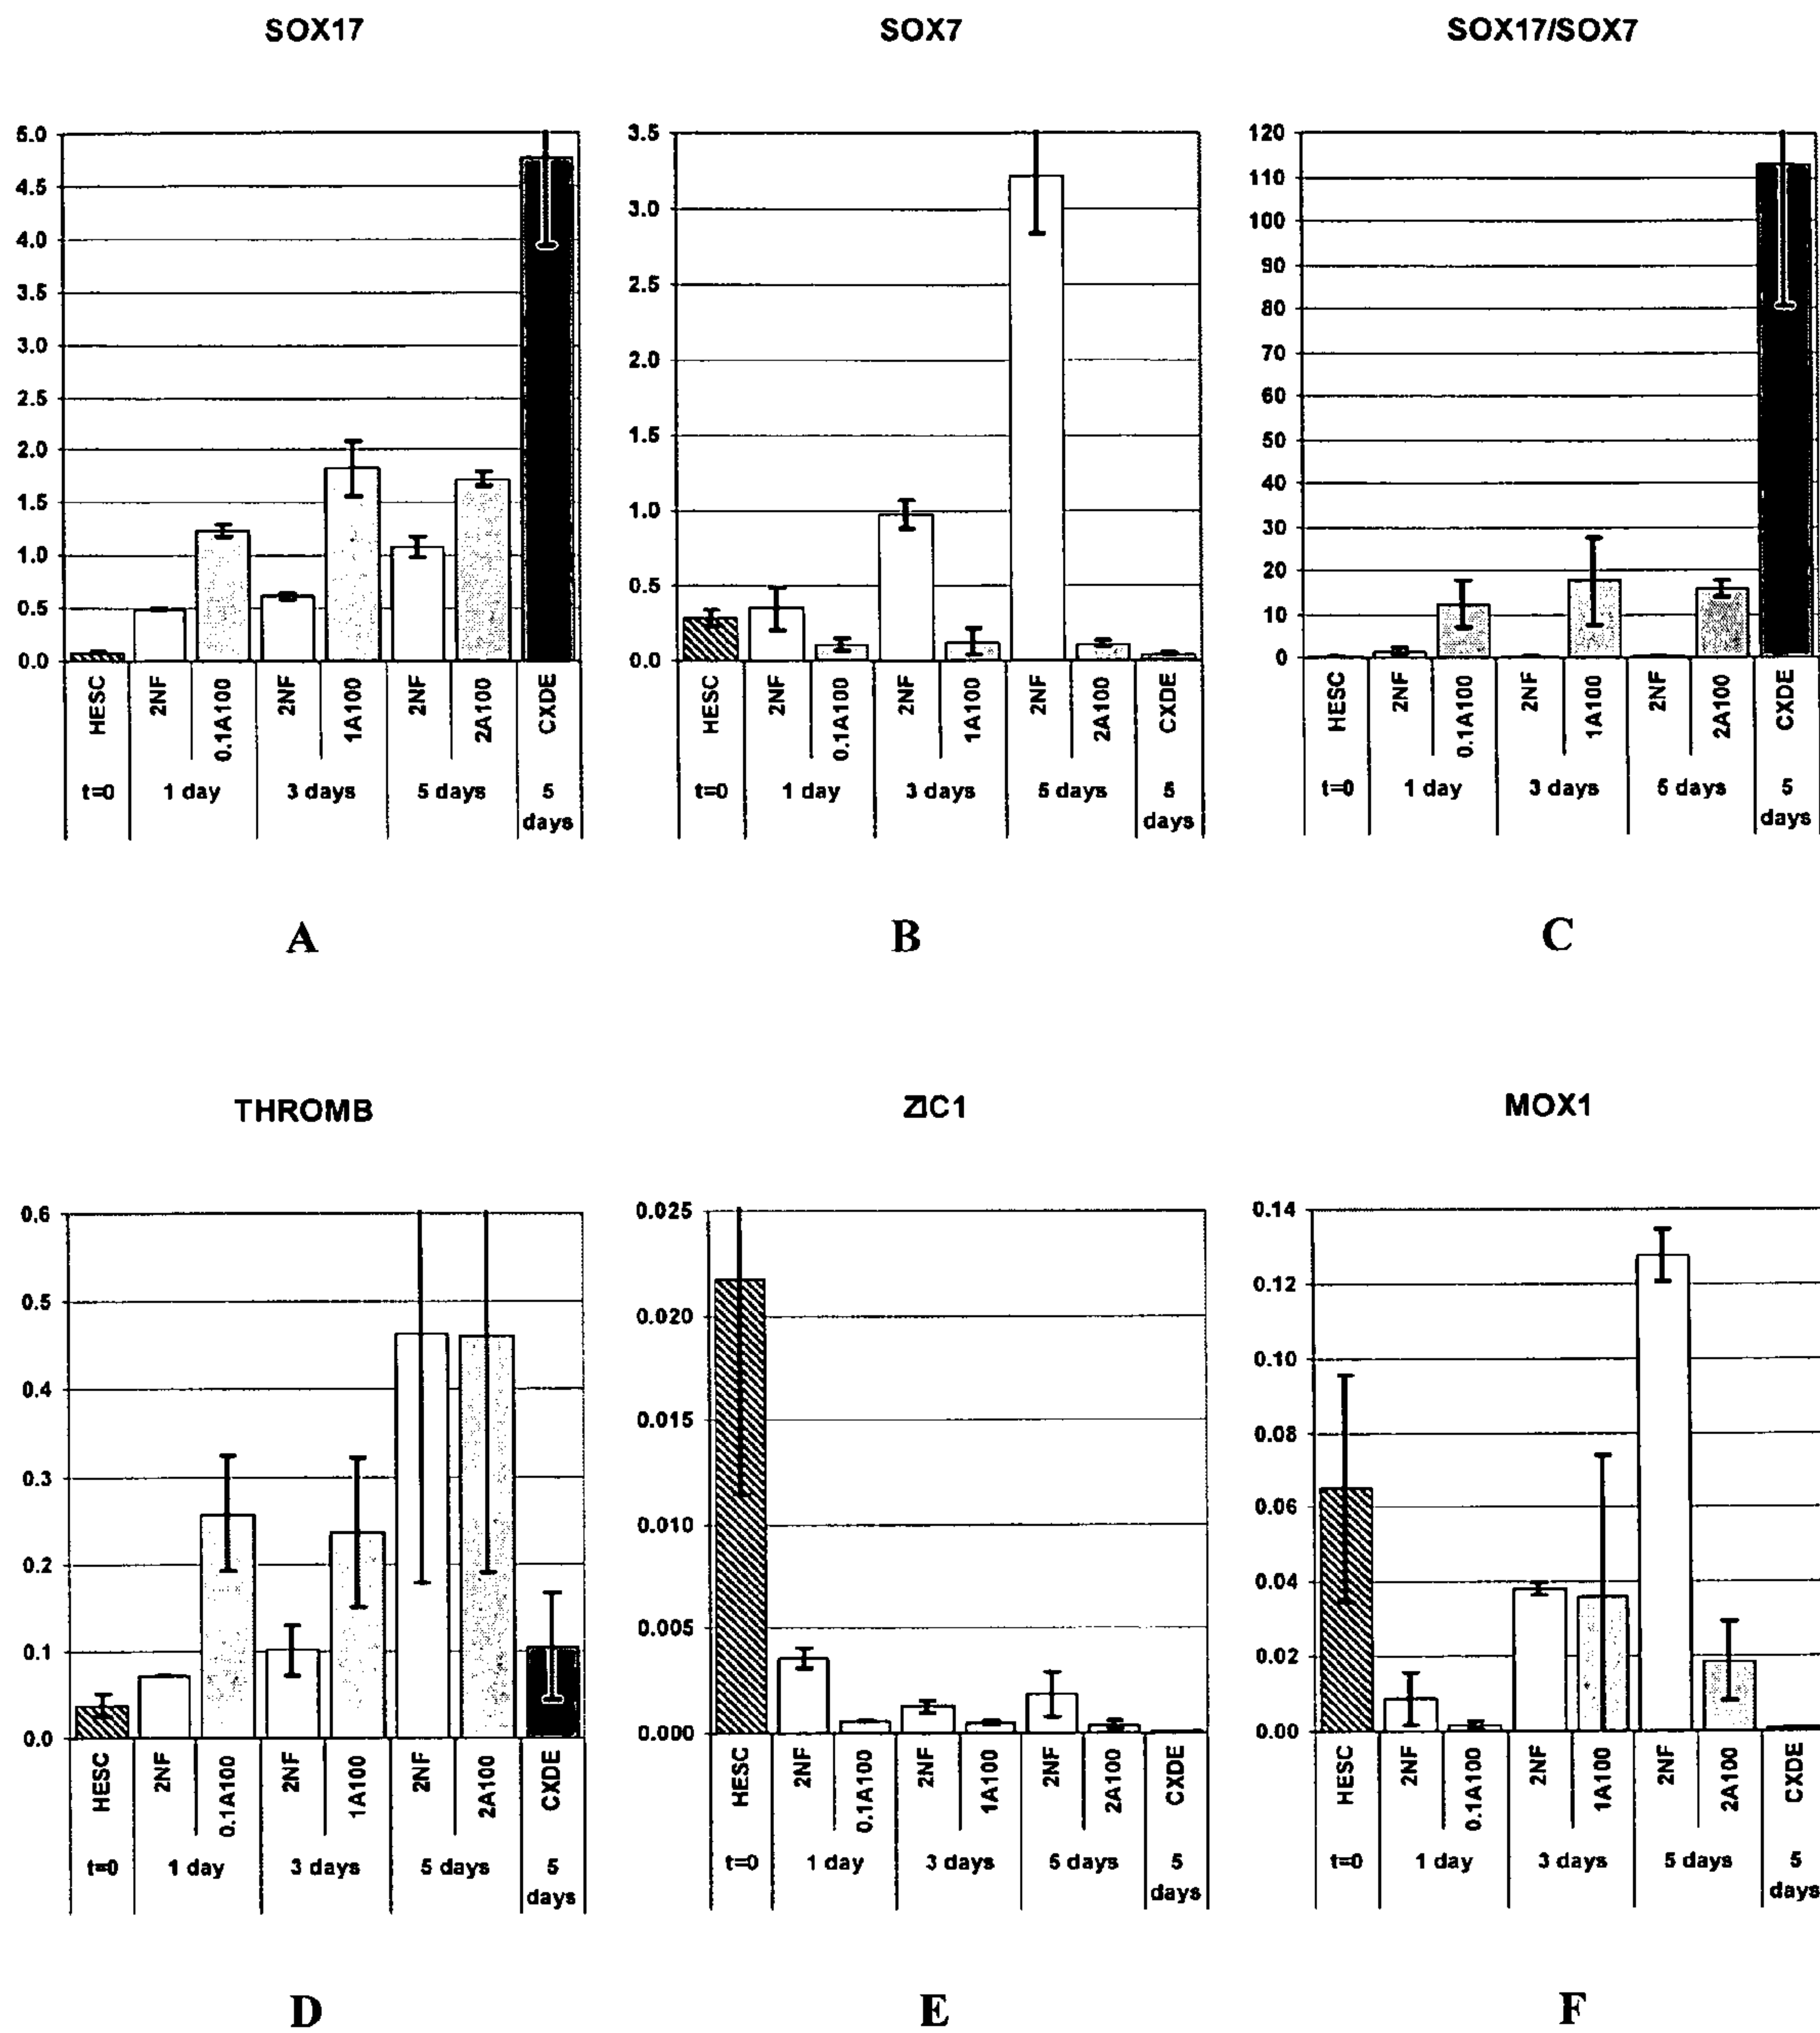 SOX17 SOX7 SOX17/SOX7
5.0
4.5
4.0
3.5
3.0
2.5
2.0
1.5
1.0
0.5
0.0
HESC 2NF 0.1A100 2NF 1A100 2NF 2A100 CXDE
t=0 1 day 3 days 5 days 5
days
A
3.5
3.0
2.5
2.0
1.5
1.0
0.5
0.0
HESC 2NF 0.1A100 2NF 1A100 2NF 2A100 CXDE
t=0 1 day 3 days 5 days 5
days
B
120
110
100
90
80
70
60
50
40
30
20
10
0
HESC 2NF 0.1A100 2NF 1A100 2NF 2A100 CXDE
t=0 1 day 3 days 5 days 5
days
C
THROMB ZIC1 MOX1
0.6
0.5
0.4
0.3
0.2
0.1
0.0
HESC 2NF 0.1A100 2NF 1A100 2NF 2A100 CXDE
t=0 1 day 3 days 5 days 5
days
D
0.025
0.020
0.015
0.010
0.005
0.000
HESC 2NF 0.1A100 2NF 1A100 2NF 2A100 CXDE
t=0 1 day 3 days 5 days 5
days
E
0.14
0.12
0.10
0.08
0.06
0.04
0.02
0.00
HESC 2NF 0.1A100 2NF 1A100 2NF 2A100 CXDE
t=0 1 day 3 days 5 days 5
days
F